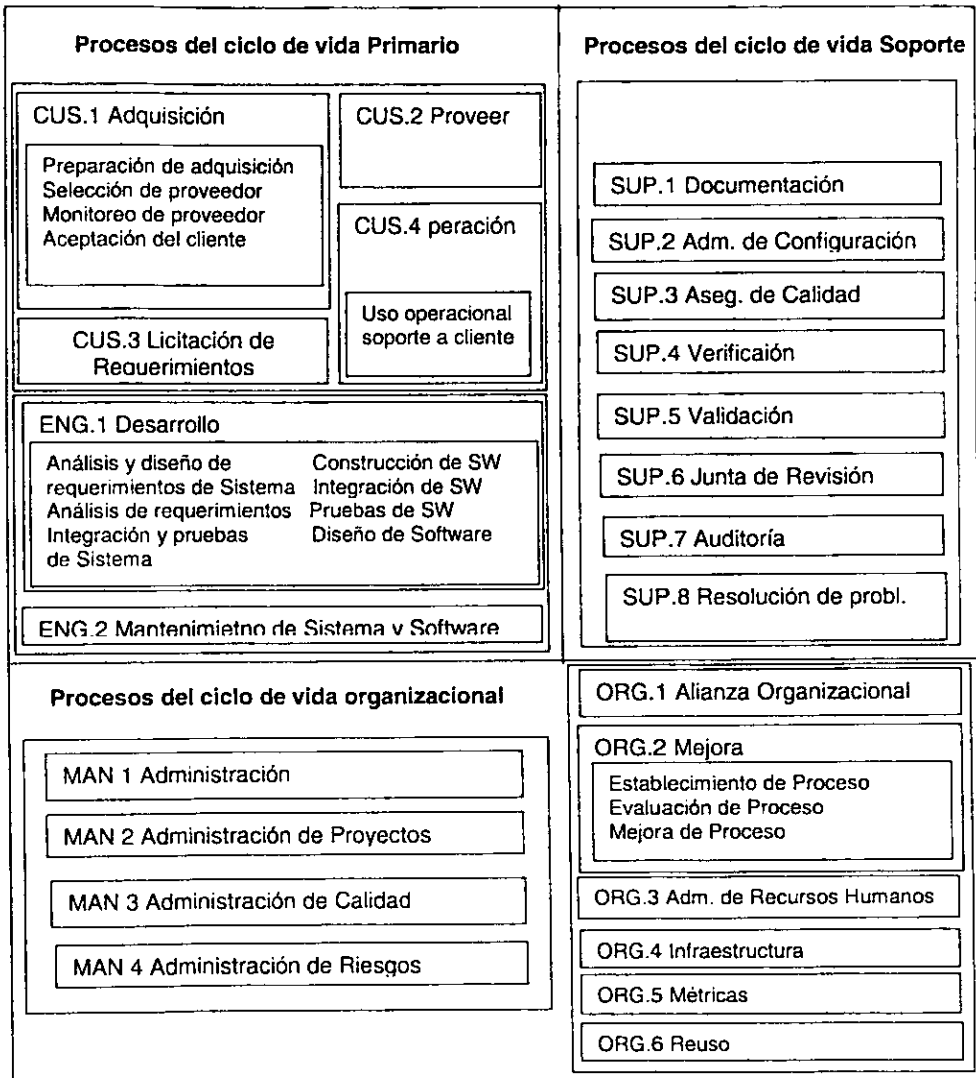 Procesos del ciclo de vida Primario
CUS.1 Adquisición
Preparación de adquisición
Selección de proveedor
Monitoreo de proveedor
Aceptación del cliente
CUS.2 Proveer
CUS.4 peración
Uso operacional
soporte a cliente
CUS.3 Licitación de
Requerimientos
ENG.1 Desarrollo
Análisis y diseño de
requerimientos de Sistema
Análisis de requerimientos
Integración y pruebas
de Sistema
Construcción de SW
Integración de SW
Pruebas de SW
Diseño de Software
ENG.2 Mantenimietno de Sistema y Software
Procesos del ciclo de vida Soporte
SUP.1 Documentación
SUP.2 Adm. de Configuración
SUP.3 Aseg. de Calidad
SUP.4 Verificaión
SUP.5 Validación
SUP.6 Junta de Revisión
SUP.7 Auditoría
SUP.8 Resolución de probl.
Procesos del ciclo de vida organizacional
MAN 1 Administración
MAN 2 Administración de Proyectos
MAN 3 Administración de Calidad
MAN 4 Administración de Riesgos
ORG.1 Alianza Organizacional
ORG.2 Mejora
Establecimiento de Proceso
Evaluación de Proceso
Mejora de Proceso
ORG.3 Adm. de Recursos Humanos
ORG.4 Infraestructura
ORG.5 Métricas
ORG.6 Reuso